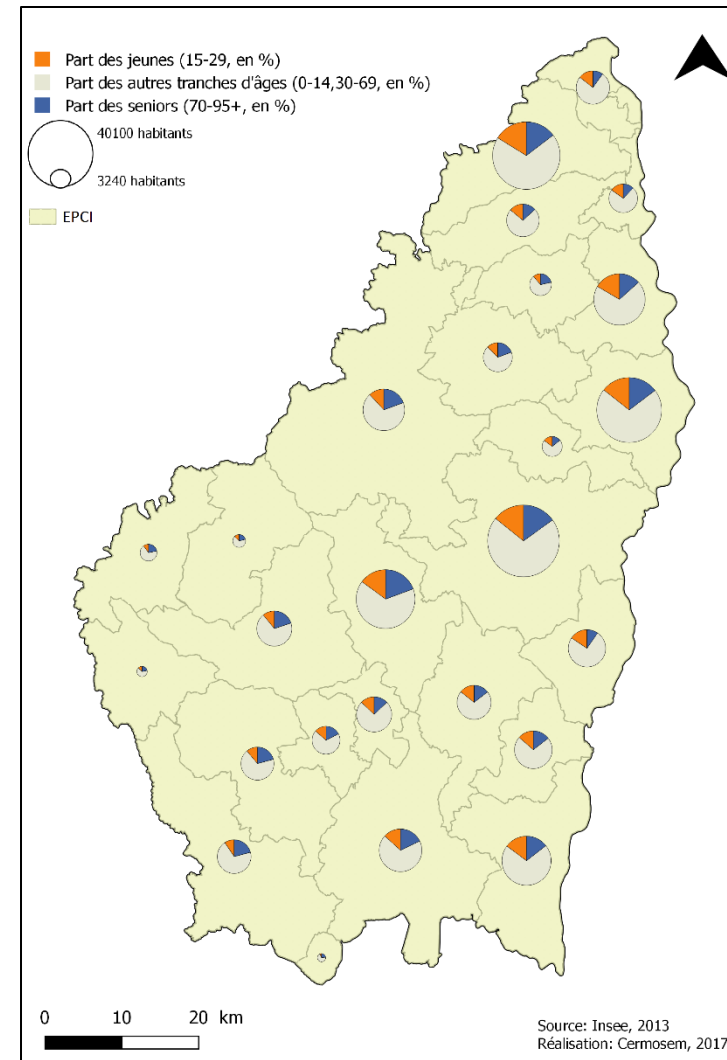 Part des jeunes (15-29, en %)
Part des autres tranches d'âges (0-14,30-69, en %)
Part des seniors (70-95+, en %)
40100 habitants
3240 habitants
EPCI
0 10 20 km
Source: Insee, 2013
Réalisation: Cermosem, 2017